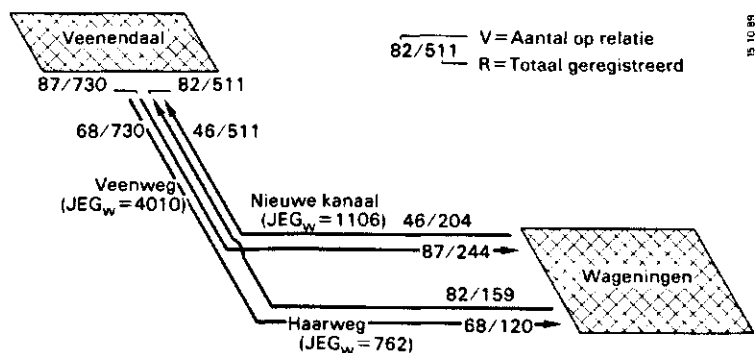 Veenendaal
82/511
V = Aantal op relatie
R = Totaal geregistreerd
15 10 89
87/730
82/511
68/730
46/511
Veenweg
(JEGw = 4010)
Nieuwe kanaal
(JEGw = 1106)
46/204
87/244
Wageningen
82/159
Haarweg
68/120
(JEGw = 762)